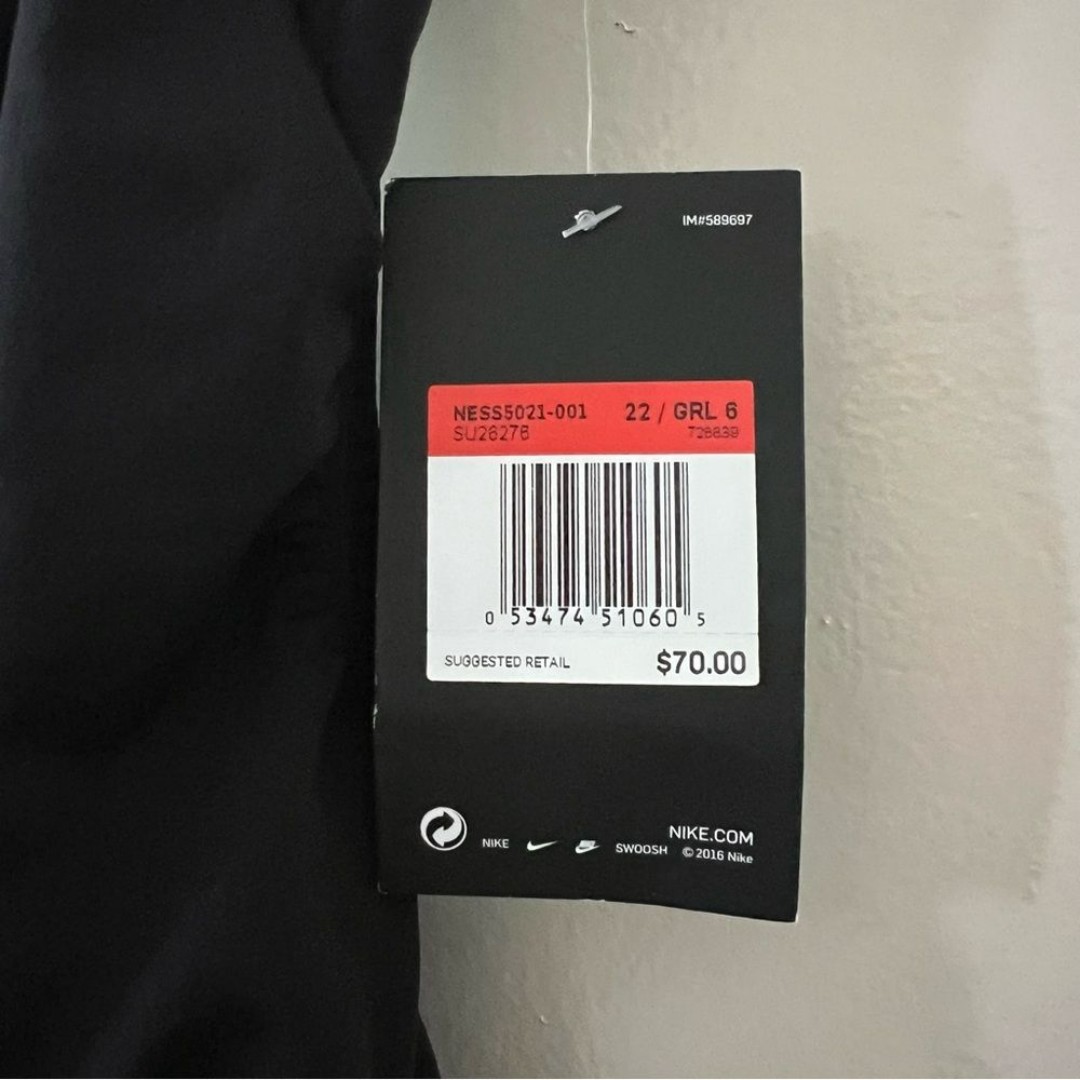 IM#589697
NESS5021-001 22 / GRL 6
SU26276 726639
0 53474 51060 5
SUGGESTED RETAIL $70.00
NIKE.COM
NIKE SWOOSH © 2016 Nike